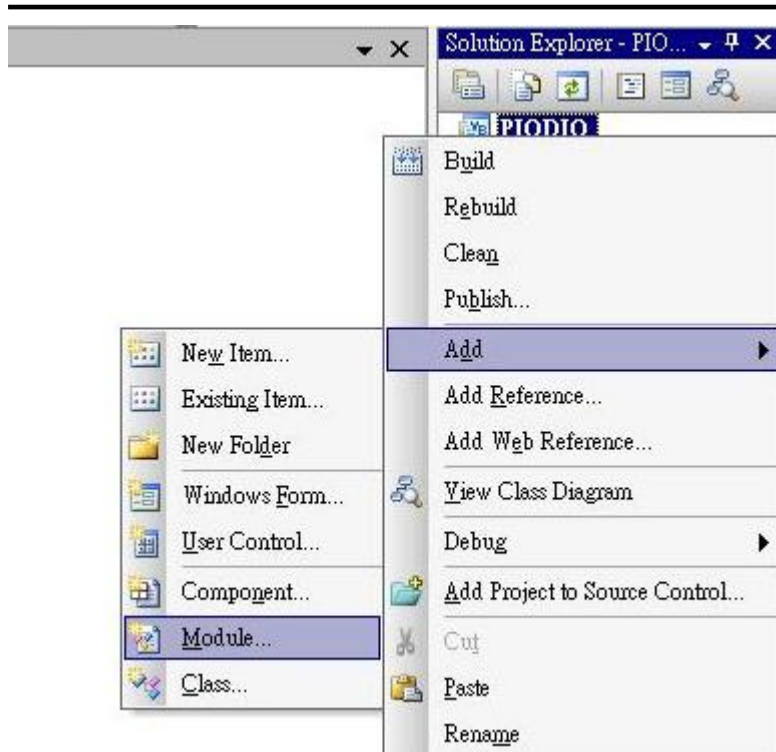 Solution Explorer - PIO...
PIODIO
Build
Rebuild
Clean
Publish...
Add
Add Reference...
Add Web Reference...
View Class Diagram
Debug
Add Project to Source Control...
Cut
Paste
Rename
New Item...
Existing Item...
New Folder
Windows Form...
User Control...
Component...
Module...
Class...